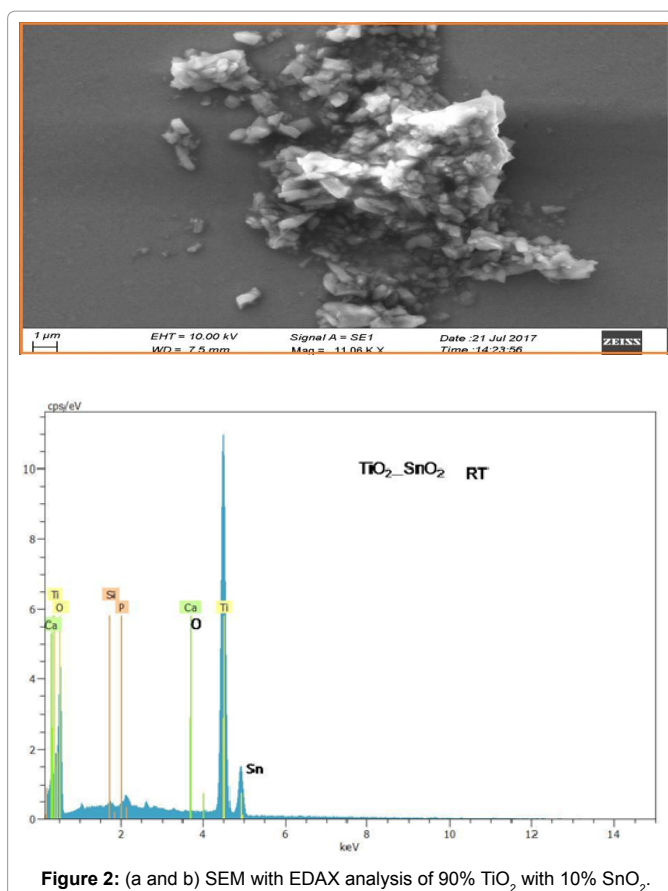 1 µm
EHT = 10.00 kV
Signal A = SE1
Date :21 Jul 2017
ZEISS
WD = 7.5 mm
Mag = 11.06 K X
Time :14:23:56
cps/eV
TiO₂_SnO₂ RT
10
8
6
4
2
0
Ti
Si
O
P
Ca
Ti
Ca
O
Sn
2
4
6
8
10
12
14
keV
Figure 2: (a and b) SEM with EDAX analysis of 90% TiO₂ with 10% SnO₂.